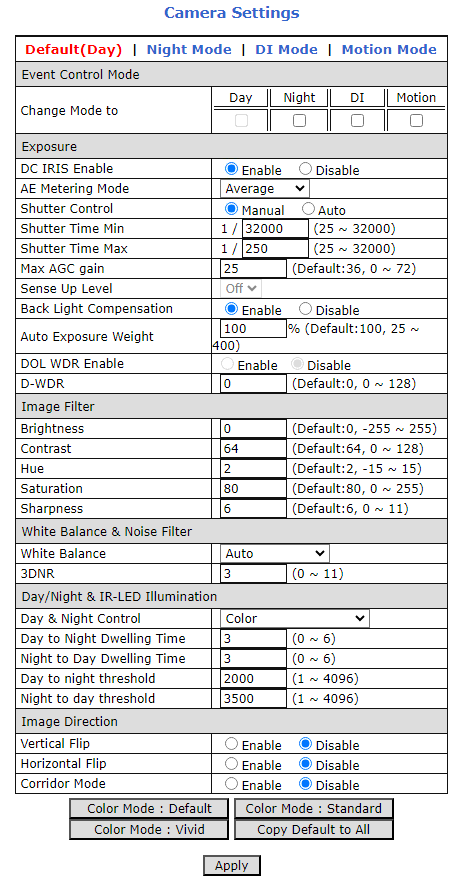 Camera Settings
Default(Day) | Night Mode | DI Mode | Motion Mode
Event Control Mode
Change Mode to Day Night DI Motion
Exposure
DC IRIS Enable Enable Disable
AE Metering Mode Average
Shutter Control Manual Auto
Shutter Time Min 1 / 32000 (25 ~ 32000)
Shutter Time Max 1 / 250 (25 ~ 32000)
Max AGC gain 25 (Default:36, 0 ~ 72)
Sense Up Level Off
Back Light Compensation Enable Disable
Auto Exposure Weight 100 % (Default:100, 25 ~
400)
DOL WDR Enable Enable Disable
D-WDR 0 (Default:0, 0 ~ 128)
Image Filter
Brightness 0 (Default:0, -255 ~ 255)
Contrast 64 (Default:64, 0 ~ 128)
Hue 2 (Default:2, -15 ~ 15)
Saturation 80 (Default:80, 0 ~ 255)
Sharpness 6 (Default:6, 0 ~ 11)
White Balance & Noise Filter
White Balance Auto
3DNR 3 (0 ~ 11)
Day/Night & IR-LED Illumination
Day & Night Control Color
Day to Night Dwelling Time 3 (0 ~ 6)
Night to Day Dwelling Time 3 (0 ~ 6)
Day to night threshold 2000 (1 ~ 4096)
Night to day threshold 3500 (1 ~ 4096)
Image Direction
Vertical Flip Enable Disable
Horizontal Flip Enable Disable
Corridor Mode Enable Disable
Color Mode : Default Color Mode : Standard
Color Mode : Vivid Copy Default to All
Apply